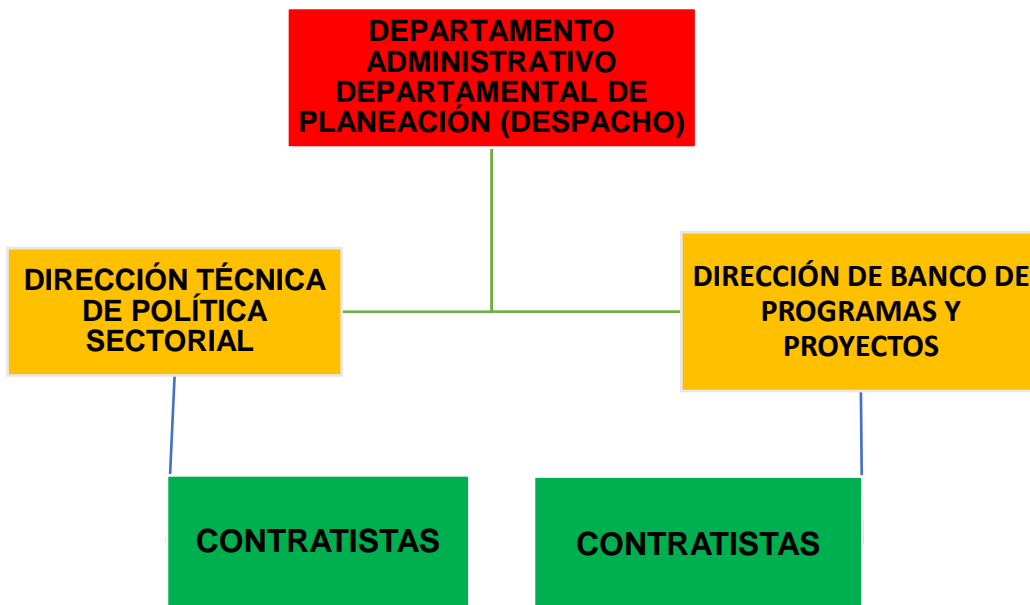 DEPARTAMENTO
ADMINISTRATIVO
DEPARTAMENTAL DE
PLANEACIÓN (DESPACHO)
DIRECCIÓN TÉCNICA
DE POLÍTICA
SECTORIAL
DIRECCIÓN DE BANCO DE
PROGRAMAS Y
PROYECTOS
CONTRATISTAS
CONTRATISTAS